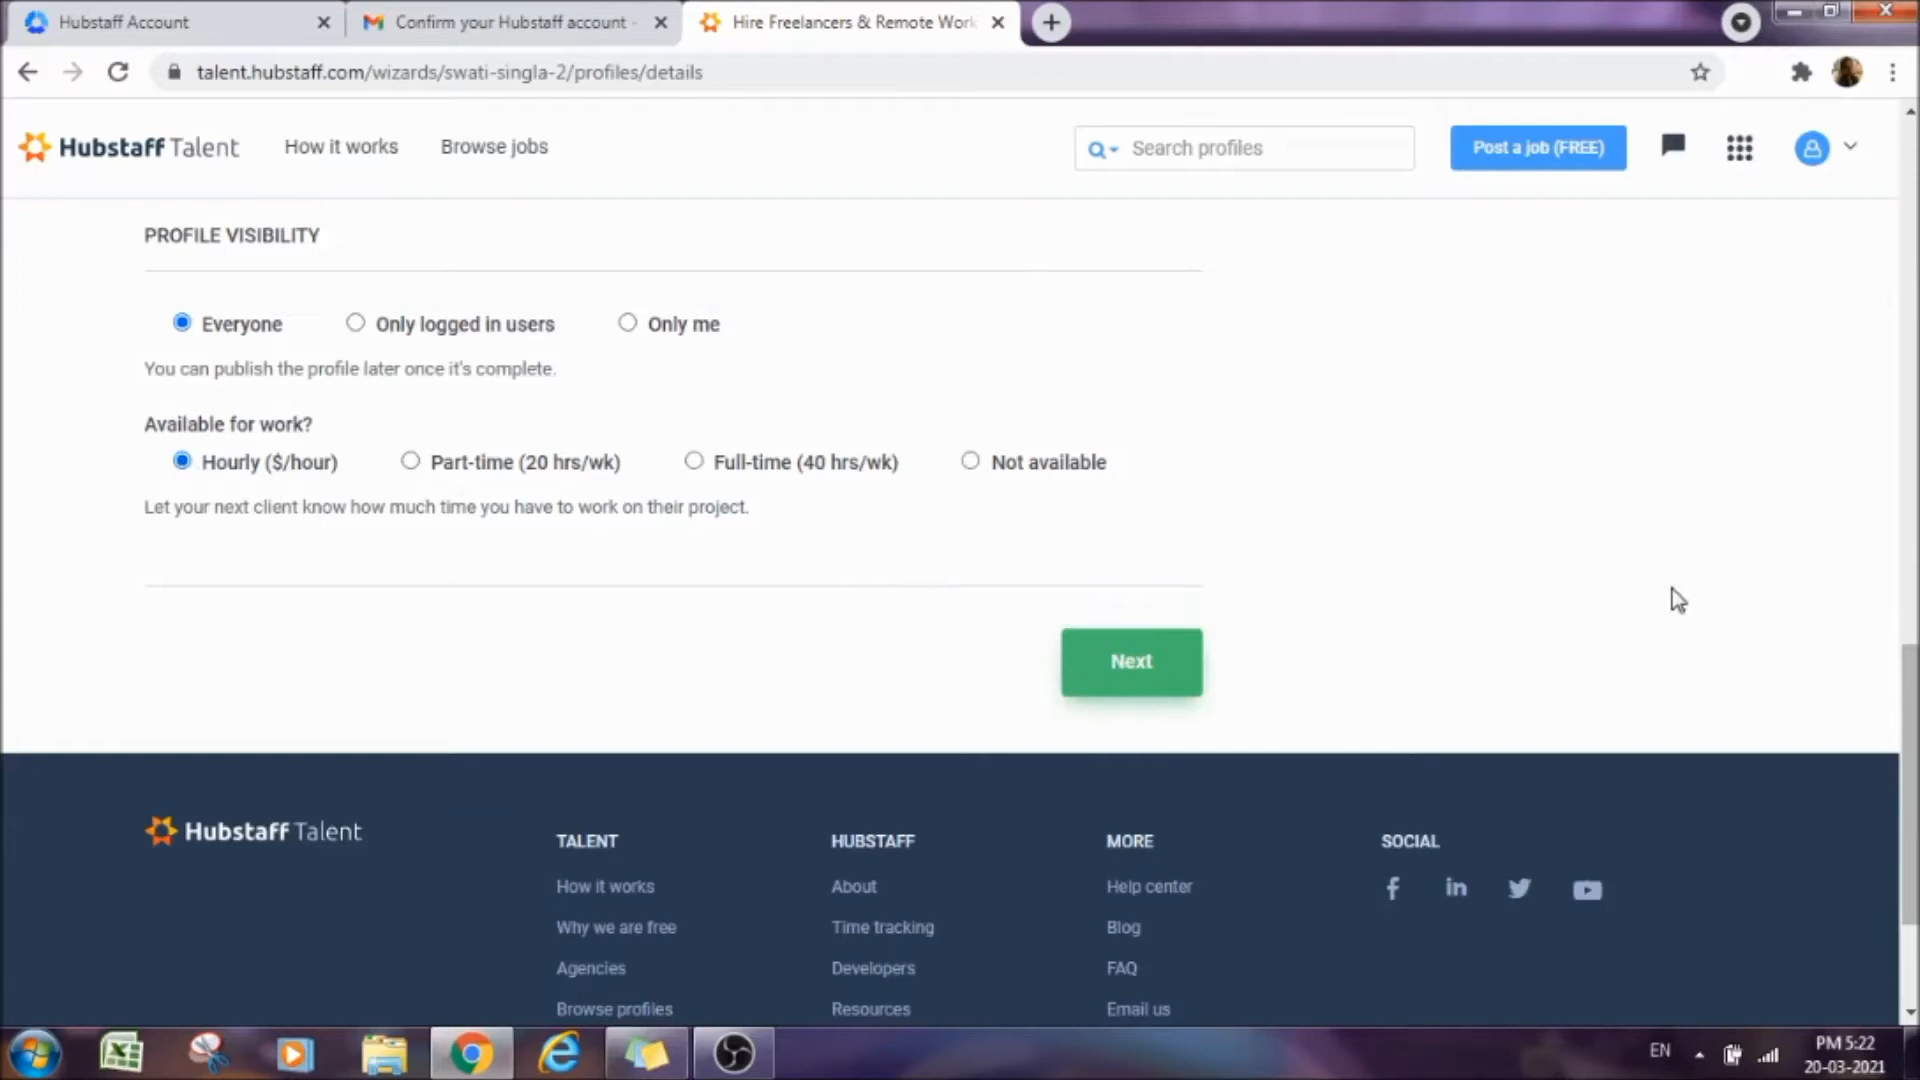 Hubstaff Account
Confirm your Hubstaff account -
Hire Freelancers & Remote Work
talent.hubstaff.com/wizards/swati-singla-2/profiles/details
Hubstaff Talent
How it works
Browse jobs
Search profiles
Post a job (FREE)
PROFILE VISIBILITY
Everyone
Only logged in users
Only me
You can publish the profile later once it's complete.
Available for work?
Hourly ($/hour)
Part-time (20 hrs/wk)
Full-time (40 hrs/wk)
Not available
Let your next client know how much time you have to work on their project.
Next
Hubstaff Talent
TALENT
How it works
Why we are free
Agencies
Browse profiles
HUBSTAFF
About
Time tracking
Developers
Resources
MORE
Help center
Blog
FAQ
Email us
SOCIAL
EN
PM 5:22
20-03-2021